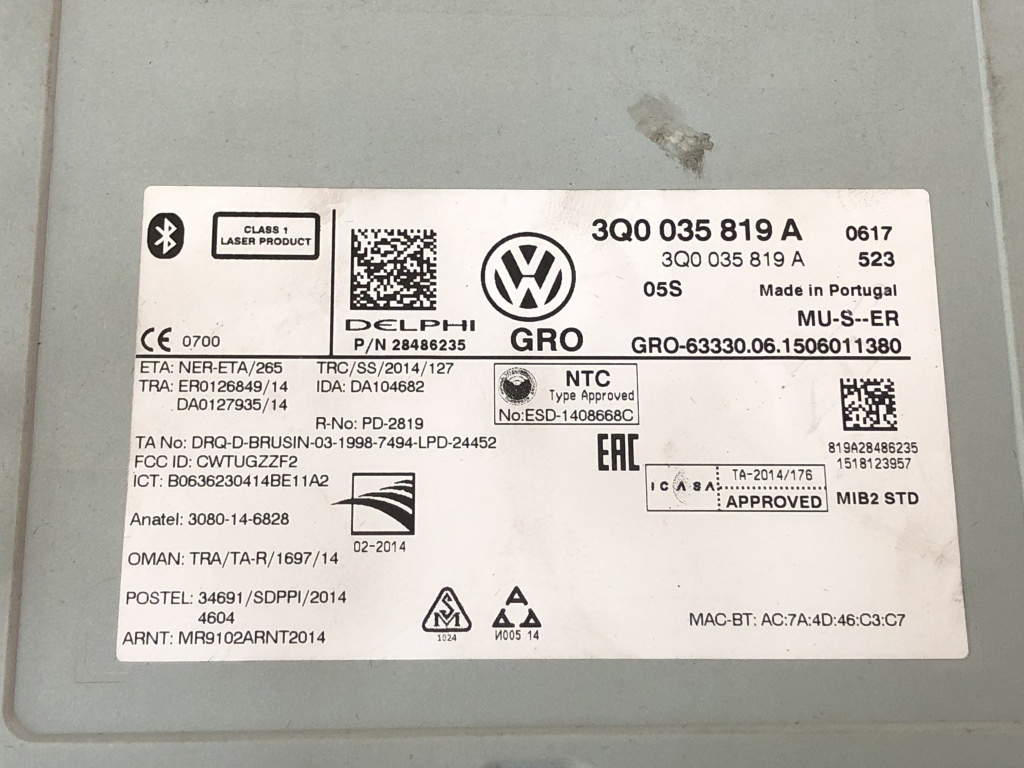 CLASS 1
LASER PRODUCT
CE 0700
DELPHI
P/N 28486235
GRO
3Q0 035 819 A 0617
3Q0 035 819 A 523
05S Made in Portugal
MU-S--ER
GRO-63330.06.1506011380
ETA: NER-ETA/265 TRC/SS/2014/127
TRA: ER0126849/14 IDA: DA104682
DA0127935/14
R-No: PD-2819
TA No: DRQ-D-BRUSIN-03-1998-7494-LPD-24452
FCC ID: CWTUGZZF2
ICT: B0636230414BE11A2
Anatel: 3080-14-6828
02-2014
OMAN: TRA/TA-R/1697/14
POSTEL: 34691/SDPPI/2014
4604
ARNT: MR9102ARNT2014
NTC
Type Approved
No:ESD-1408668C
EAC
ICASA
TA-2014/176
APPROVED
819A28486235
1518123957
MIB2 STD
SM
1024
И005 14
MAC-BT: AC:7A:4D:46:C3:C7